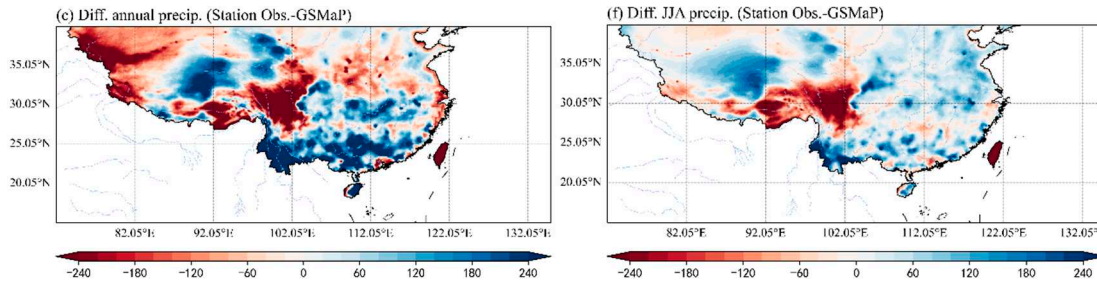 (c) Diff. annual precip. (Station Obs.-GSMaP)
35.05°N
30.05°N
25.05°N
20.05°N
82.05°E 92.05°E 102.05°E 112.05°E 122.05°E 132.05°E
−240 −180 −120 −60 0 60 120 180 240
(f) Diff. JJA precip. (Station Obs.-GSMaP)
35.05°N
30.05°N
25.05°N
20.05°N
82.05°E 92.05°E 102.05°E 112.05°E 122.05°E 132.05°E
−240 −180 −120 −60 0 60 120 180 240